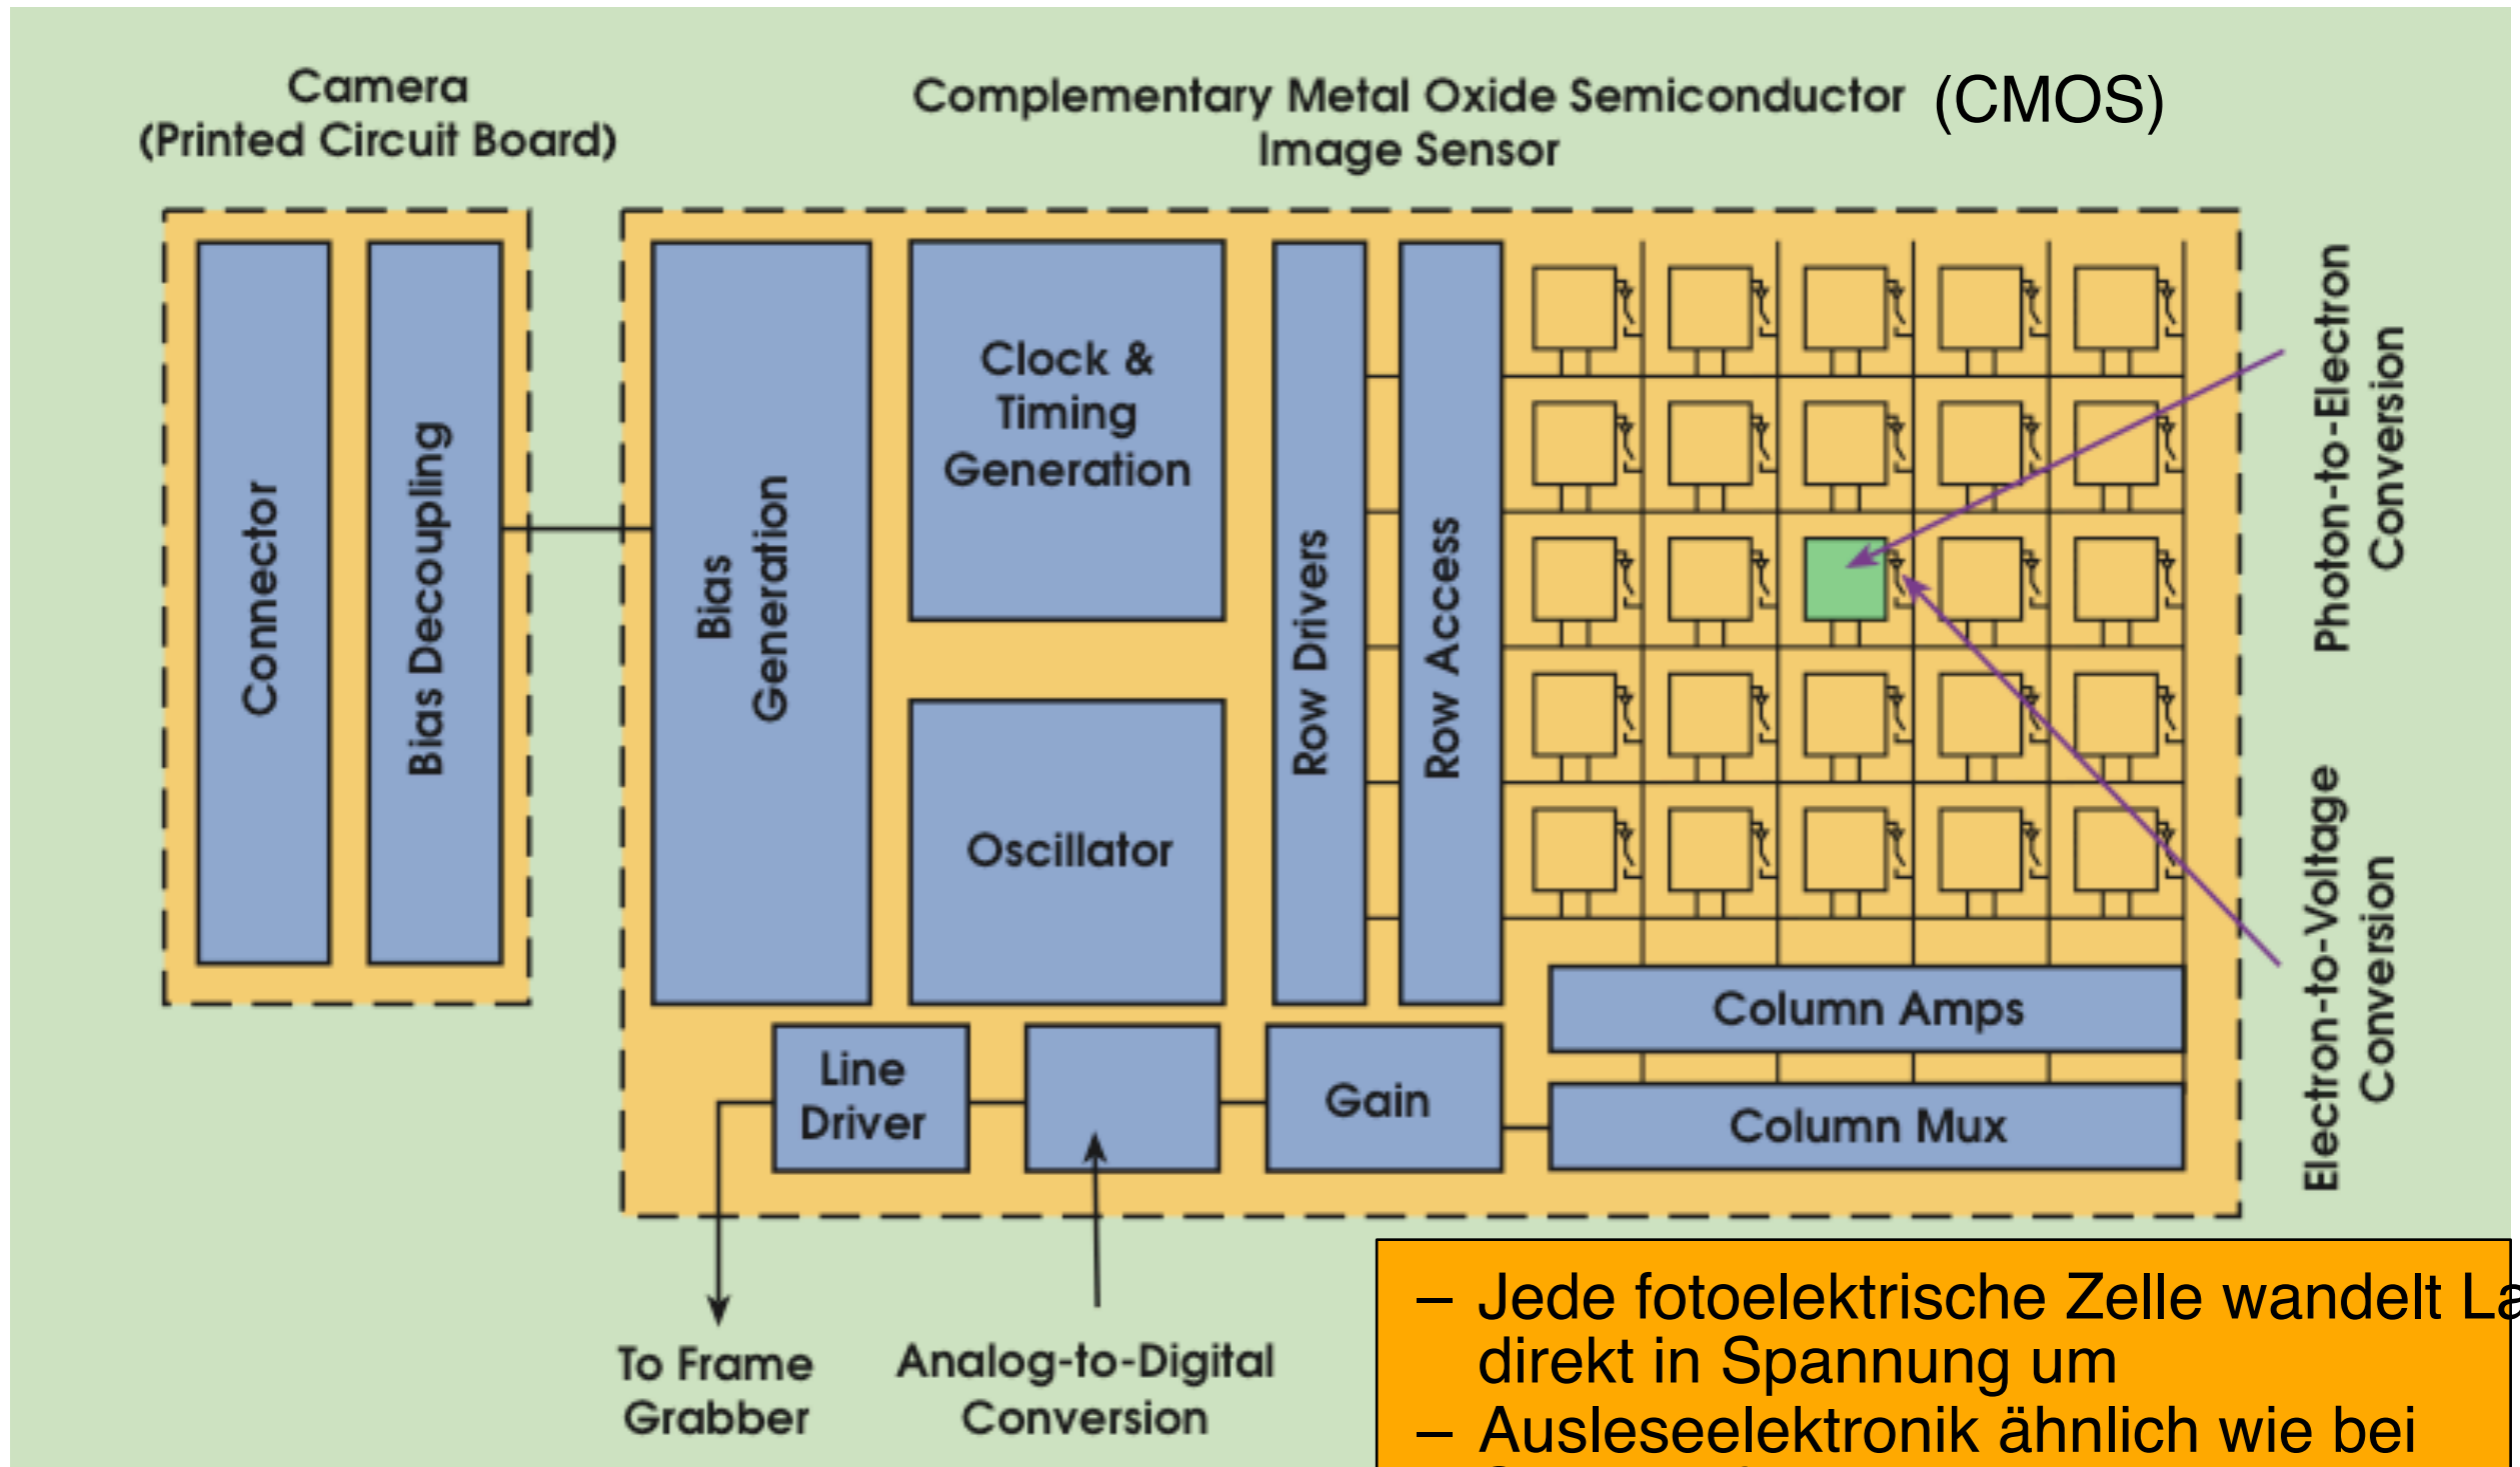 Camera
(Printed Circuit Board)
Complementary Metal Oxide Semiconductor (CMOS)
Image Sensor
Connector
Bias Decoupling
Bias
Generation
Clock &
Timing
Generation
Oscillator
Row Drivers
Row Access
Photon-to-Electron
Conversion
Electron-to-Voltage
Conversion
Column Amps
Column Mux
Gain
Line
Driver
To Frame
Grabber
Analog-to-Digital
Conversion
– Jede fotoelektrische Zelle wandelt
direkt in Spannung um
– Ausleseelektronik ähnlich wie bei